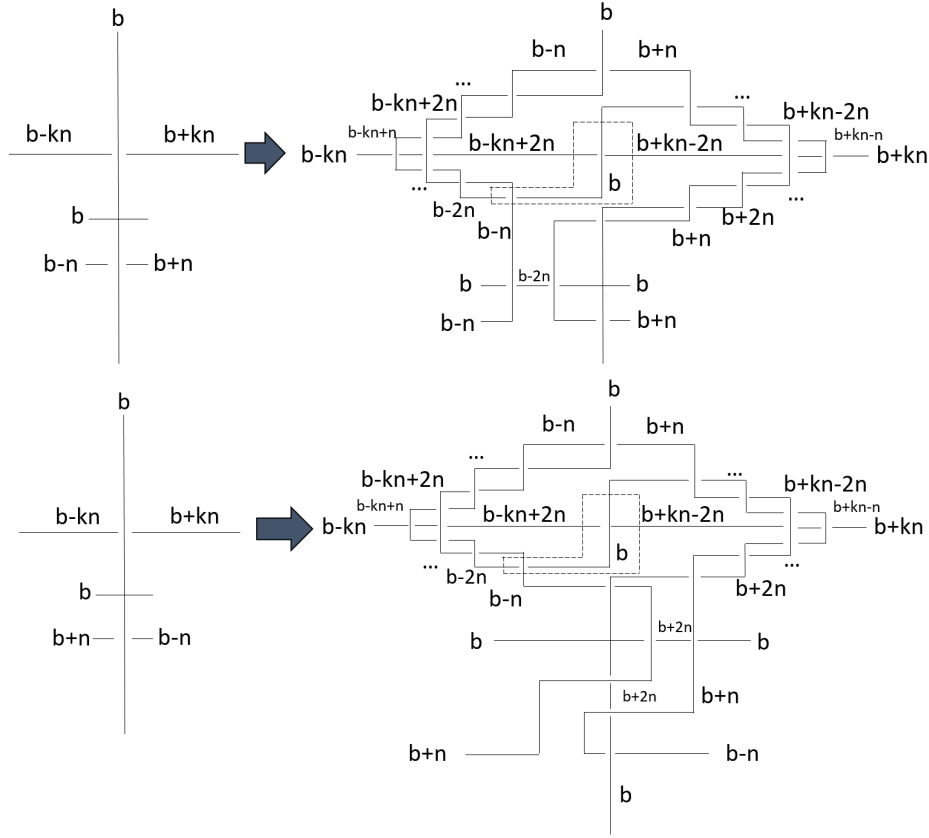 b
b-n b+n
b
...
...
b-kn+2n
b+kn-2n
b-kn b+kn
b-kn+n
b+kn-n
b-kn
b-kn+2n b+kn-2n
b+kn
b
...
...
b-2n
b+2n
b
b-n
b+n
b-n b+n
b b-2n b
b-n b+n
b
b
b-n b+n
...
...
b-kn+2n
b+kn-2n
b-kn b+kn
b-kn+n
b+kn-n
b-kn
b-kn+2n b+kn-2n
b+kn
b
...
...
b-2n
b+2n
b
b-n
b+n b-n
b b+2n b
b+2n b+n
b+n b-n
b